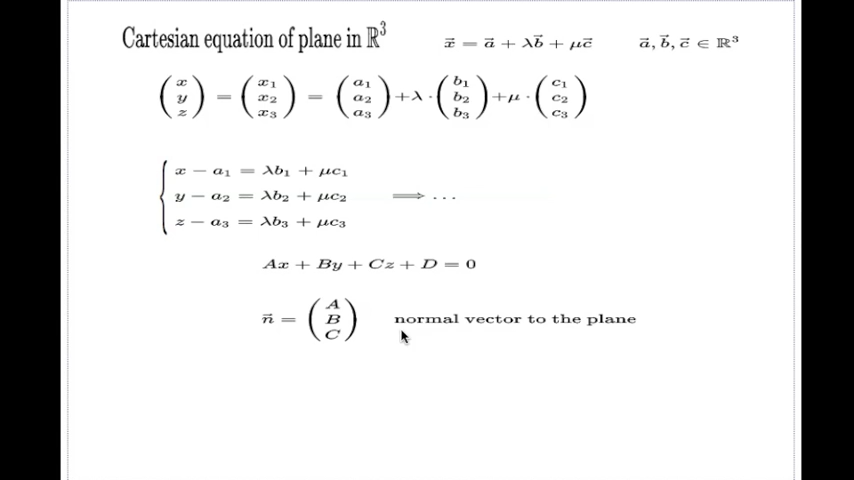 Cartesian equation of plane in ℝ³ x⃗ = a⃗ + λb⃗ + μc⃗ a⃗, b⃗, c⃗ ∈ ℝ³
(x y z) = (x₁ x₂ x₃) = (a₁ a₂ a₃) + λ · (b₁ b₂ b₃) + μ · (c₁ c₂ c₃)
x − a₁ = λb₁ + μc₁
y − a₂ = λb₂ + μc₂ ⟹ ...
z − a₃ = λb₃ + μc₃
Ax + By + Cz + D = 0
n⃗ = (A B C) normal vector to the plane